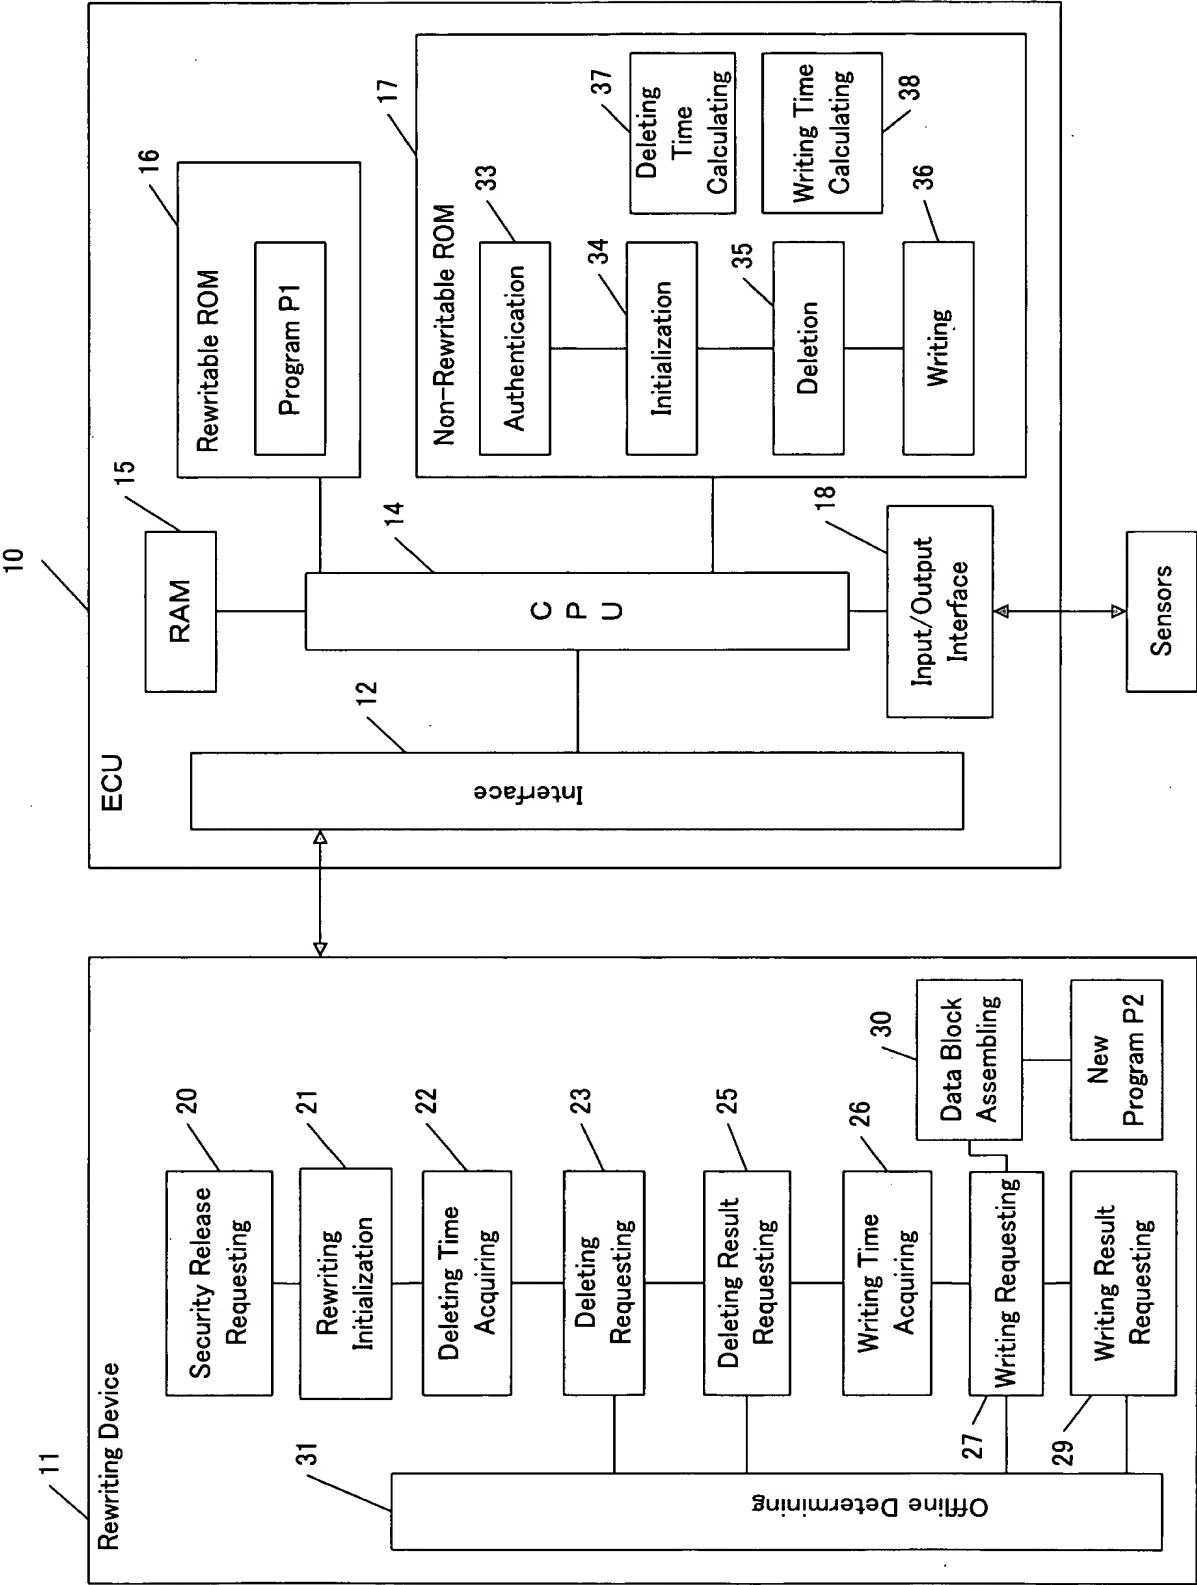 11
Rewriting Device
20
Security Release
Requesting
21
Rewriting
Initialization
22
Deleting Time
Acquiring
23
Deleting
Requesting
25
Deleting Result
Requesting
26
Writing Time
Acquiring
27
Writing Requesting
29
Writing Result
Requesting
30
Data Block
Assembling
New
Program P2
31
Offline Determining
10
ECU
12
Interface
14
CPU
15
RAM
16
Rewritable ROM
Program P1
17
Non-Rewritable ROM
33
Authentication
34
Initialization
35
Deletion
36
Writing
37
Deleting
Time
Calculating
38
Writing Time
Calculating
18
Input/Output
Interface
Sensors